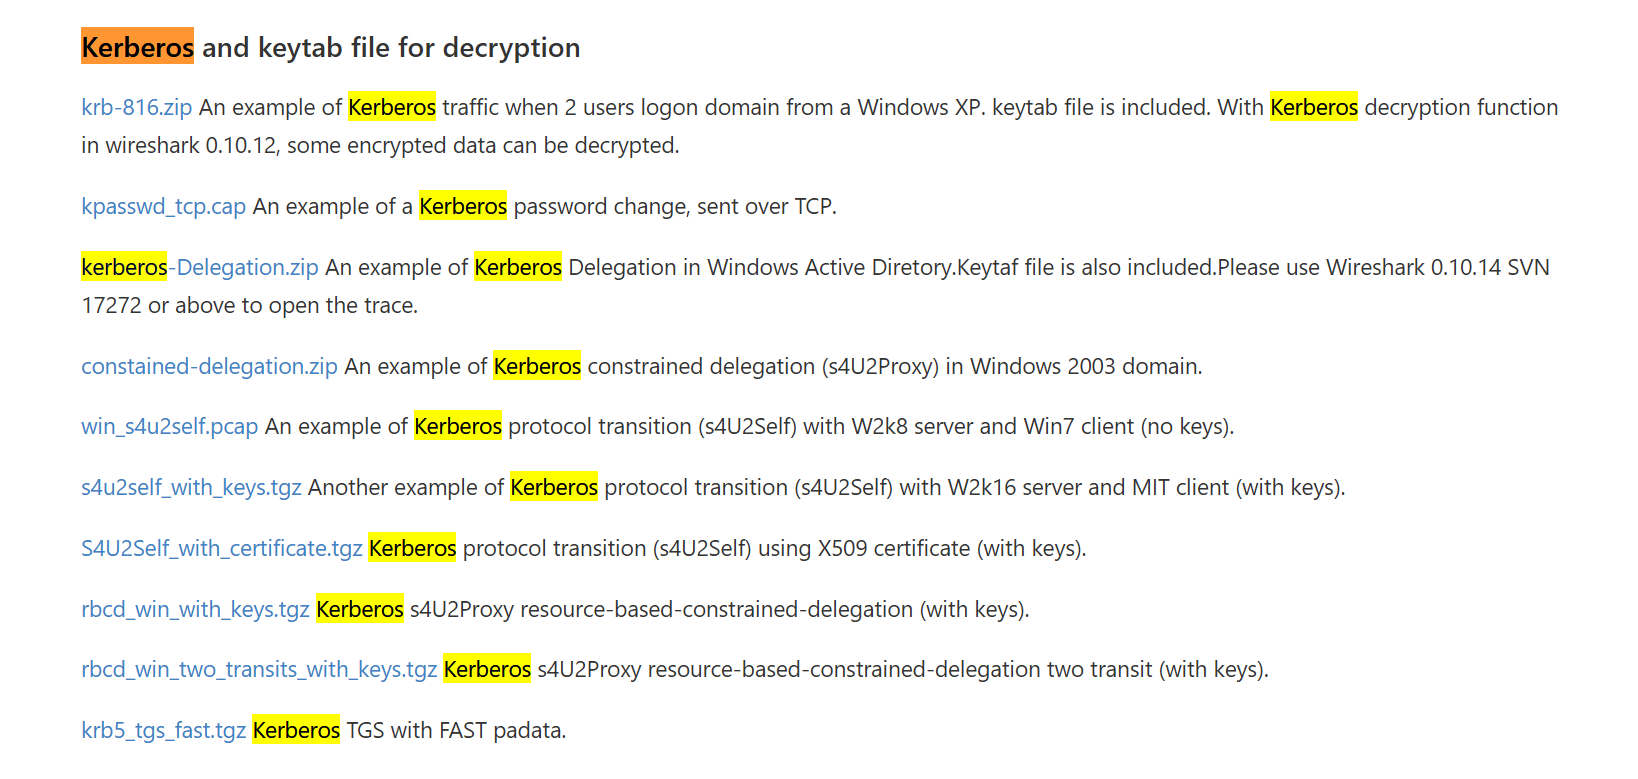 Kerberos and keytab file for decryption
krb-816.zip An example of Kerberos traffic when 2 users logon domain from a Windows XP. keytab file is included. With Kerberos decryption function
in wireshark 0.10.12, some encrypted data can be decrypted.
kpasswd_tcp.cap An example of a Kerberos password change, sent over TCP.
kerberos-Delegation.zip An example of Kerberos Delegation in Windows Active Diretory.Keytaf file is also included.Please use Wireshark 0.10.14 SVN
17272 or above to open the trace.
constained-delegation.zip An example of Kerberos constrained delegation (s4U2Proxy) in Windows 2003 domain.
win_s4u2self.pcap An example of Kerberos protocol transition (s4U2Self) with W2k8 server and Win7 client (no keys).
s4u2self_with_keys.tgz Another example of Kerberos protocol transition (s4U2Self) with W2k16 server and MIT client (with keys).
S4U2Self_with_certificate.tgz Kerberos protocol transition (s4U2Self) using X509 certificate (with keys).
rbcd_win_with_keys.tgz Kerberos s4U2Proxy resource-based-constrained-delegation (with keys).
rbcd_win_two_transits_with_keys.tgz Kerberos s4U2Proxy resource-based-constrained-delegation two transit (with keys).
krb5_tgs_fast.tgz Kerberos TGS with FAST padata.